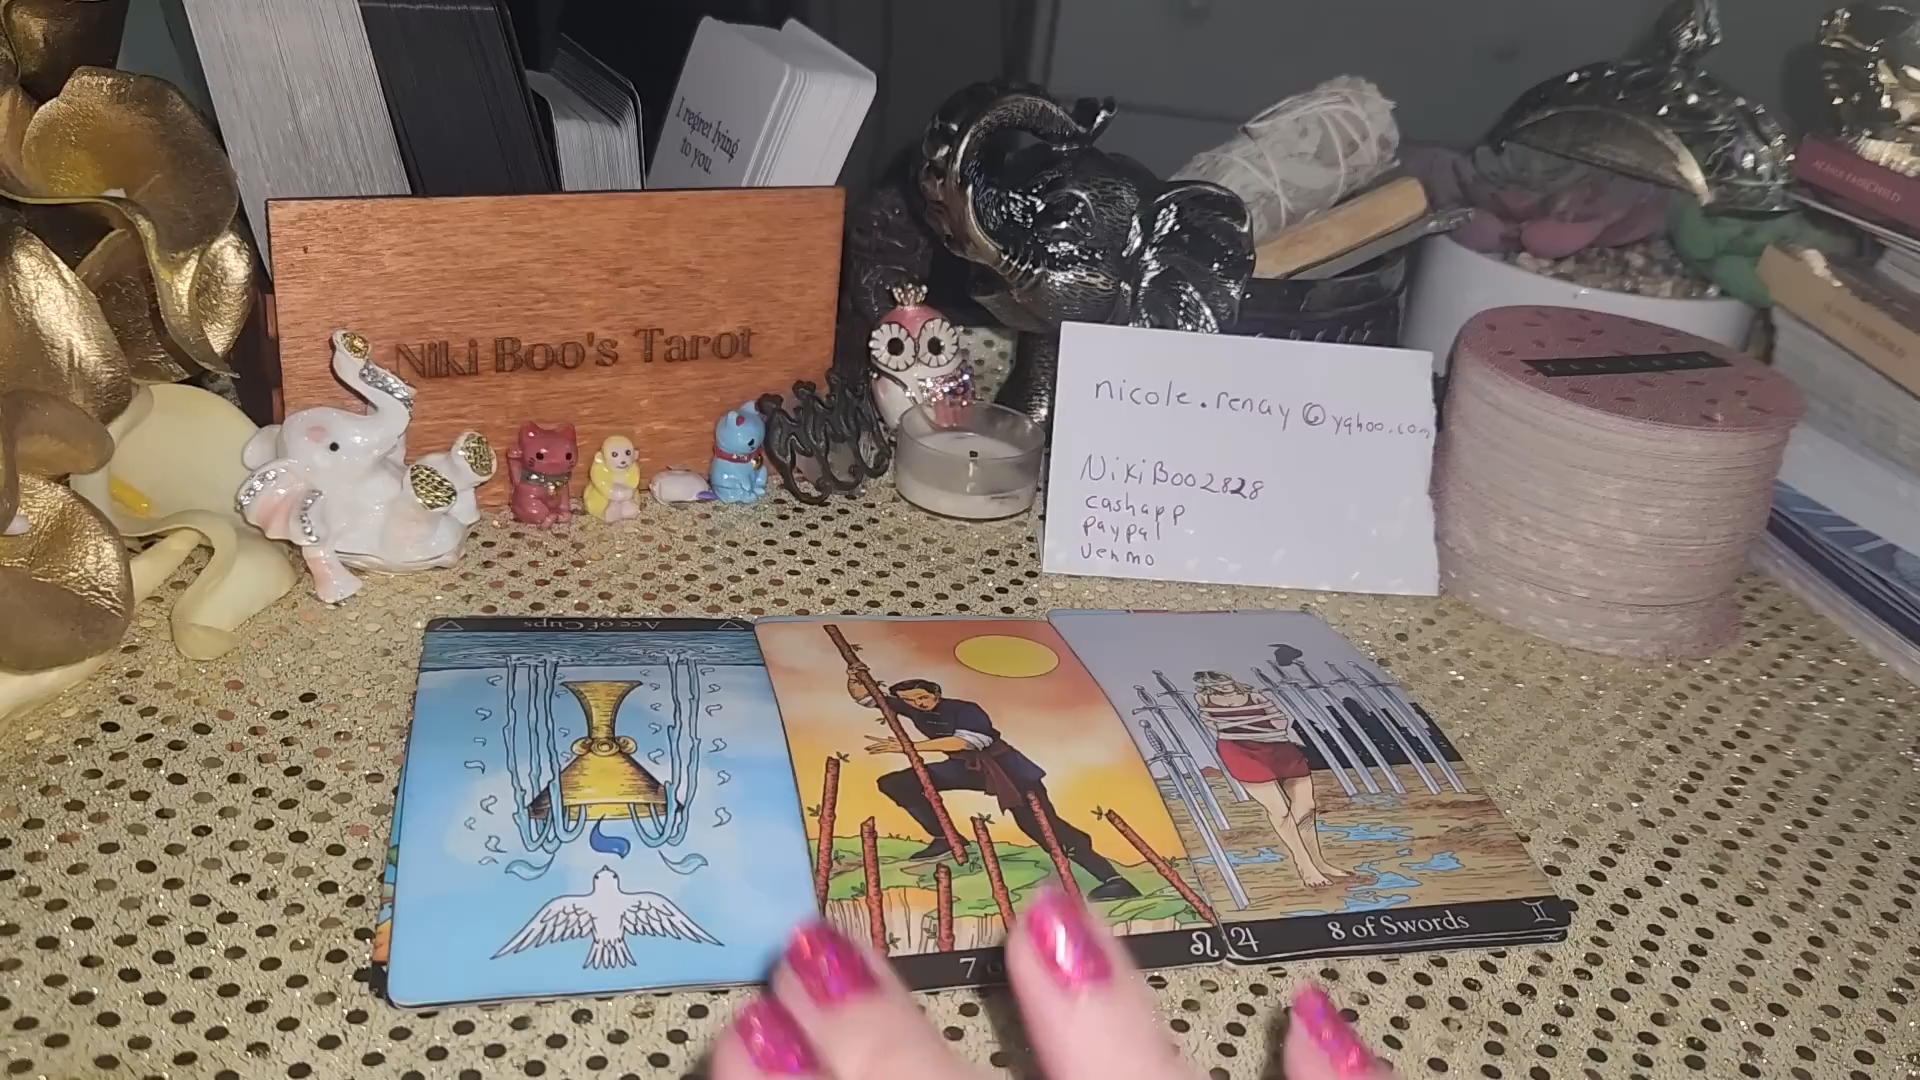 I regret lying
to you.
Niki Boo's Tarot
nicole.renay@yahoo.com
NikiBoo2828
cashapp
paypal
venmo
Ace of Cups
7
8 of Swords